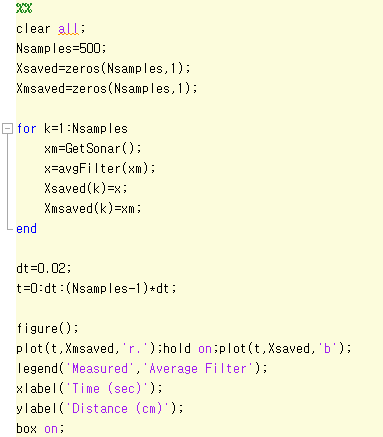 %%
clear all;
Nsamples=500;
Xsaved=zeros(Nsamples,1);
Xmsaved=zeros(Nsamples,1);
for k=1:Nsamples
    xm=GetSonar();
    x=avgFilter(xm);
    Xsaved(k)=x;
    Xmsaved(k)=xm;
end
dt=0.02;
t=0:dt:(Nsamples-1)*dt;
figure();
plot(t,Xmsaved,'r.');hold on;plot(t,Xsaved,'b');
legend('Measured','Average Filter');
xlabel('Time (sec)');
ylabel('Distance (cm)');
box on;